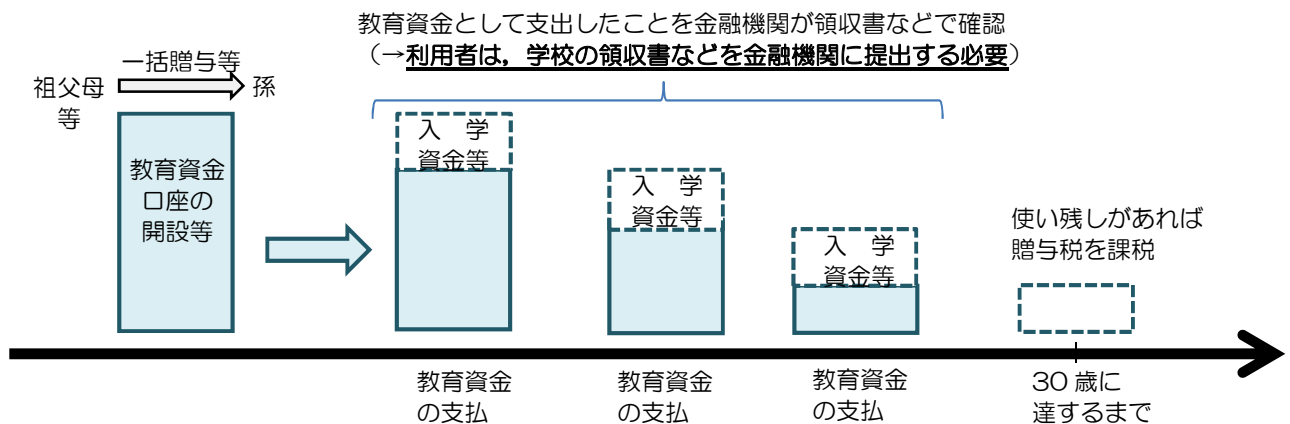 教育資金として支出したことを金融機関が領収書などで確認
（→利用者は，学校の領収書などを金融機関に提出する必要）
一括贈与等
祖父母
等
孫
教育資金
口座の
開設等
入　学
資金等
入　学
資金等
入　学
資金等
使い残しがあれば
贈与税を課税
教育資金
の支払
教育資金
の支払
教育資金
の支払
30 歳に
達するまで